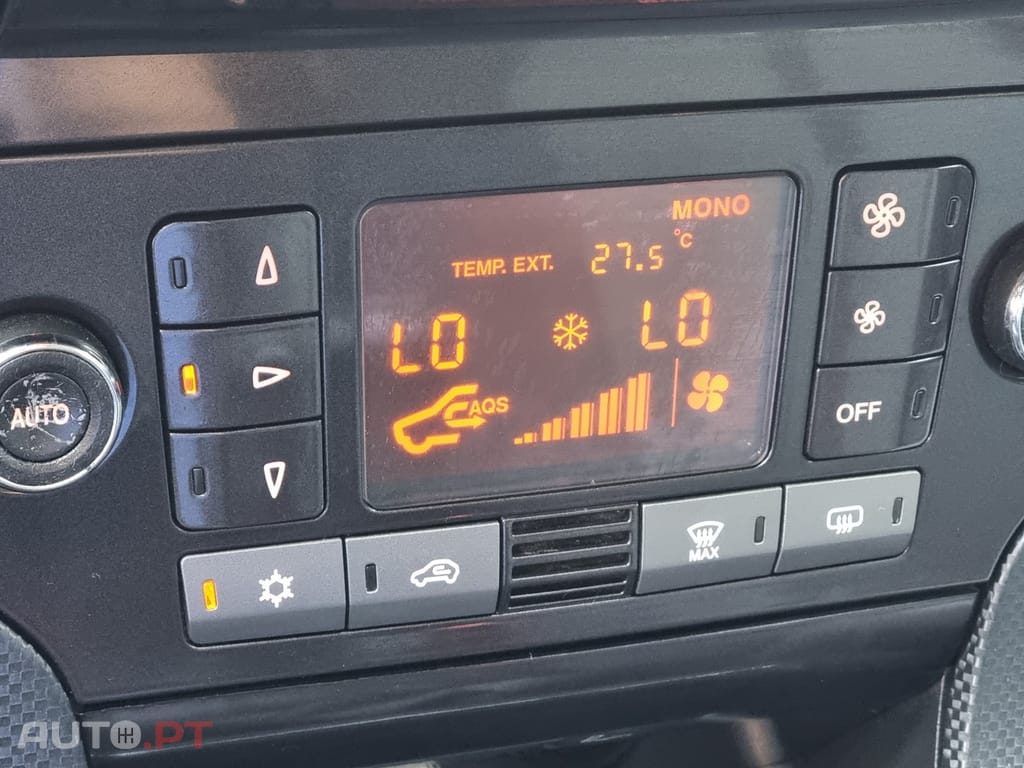 MONO
TEMP. EXT. 27.5 °C
LO LO
AQS
AUTO
OFF
MAX
AUTO.PT